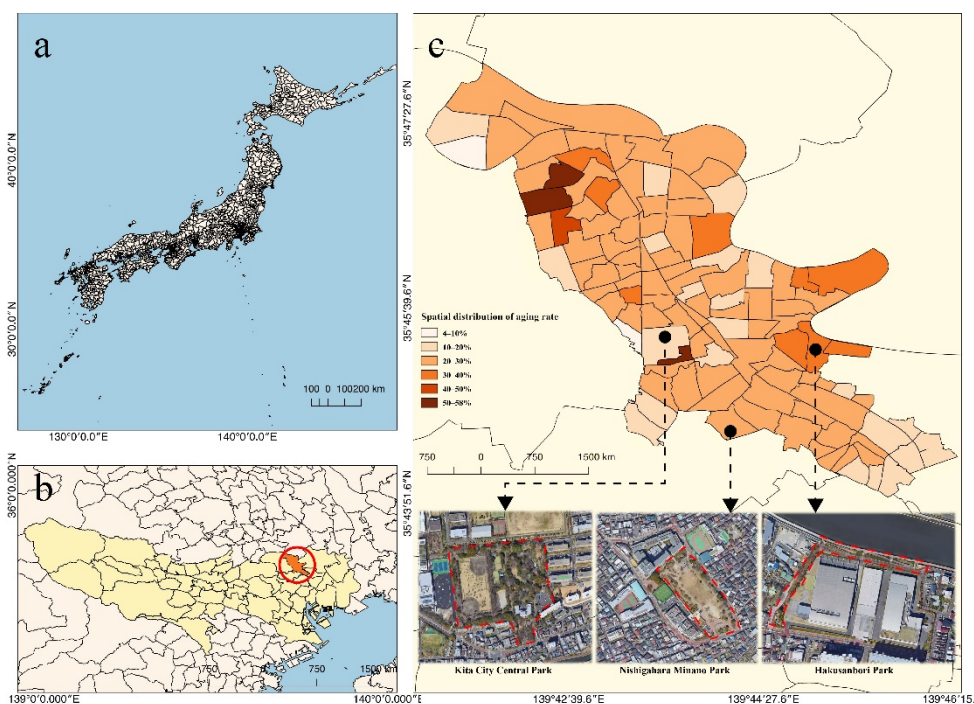 a
40°0′0.0″N
30°0′0.0″N
100 0 100200 km
130°0′0.0″E
140°0′0.0″E
b
36°0′0.000″N
750
750
1500 km
139°0′0.000″E
140°0′0.000″E
c
35°47′27.6″N
35°45′39.6″N
35°43′51.6″N
Spatial distribution of aging rate
4–10%
10–20%
20–30%
30–40%
40–50%
50–58%
750 0 750 1500 km
Kita City Central Park
Nishigahara Minano Park
Hakusanbori Park
139°42′39.6″E
139°44′27.6″E
139°46′15.